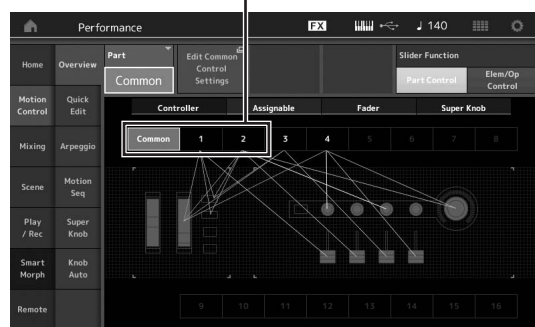 Performance
FX
♩ 140
Home
Overview
Part
Common
Edit Common
Control
Settings
Slider Function
Part Control
Elem/Op
Control
Motion
Control
Quick
Edit
Controller
Assignable
Fader
Super Knob
Mixing
Arpeggio
Common 1 2 3 4 5 6 7 8
Scene
Motion
Seq
Play
/ Rec
Super
Knob
Smart
Morph
Knob
Auto
Remote
9 10 11 12 13 14 15 16